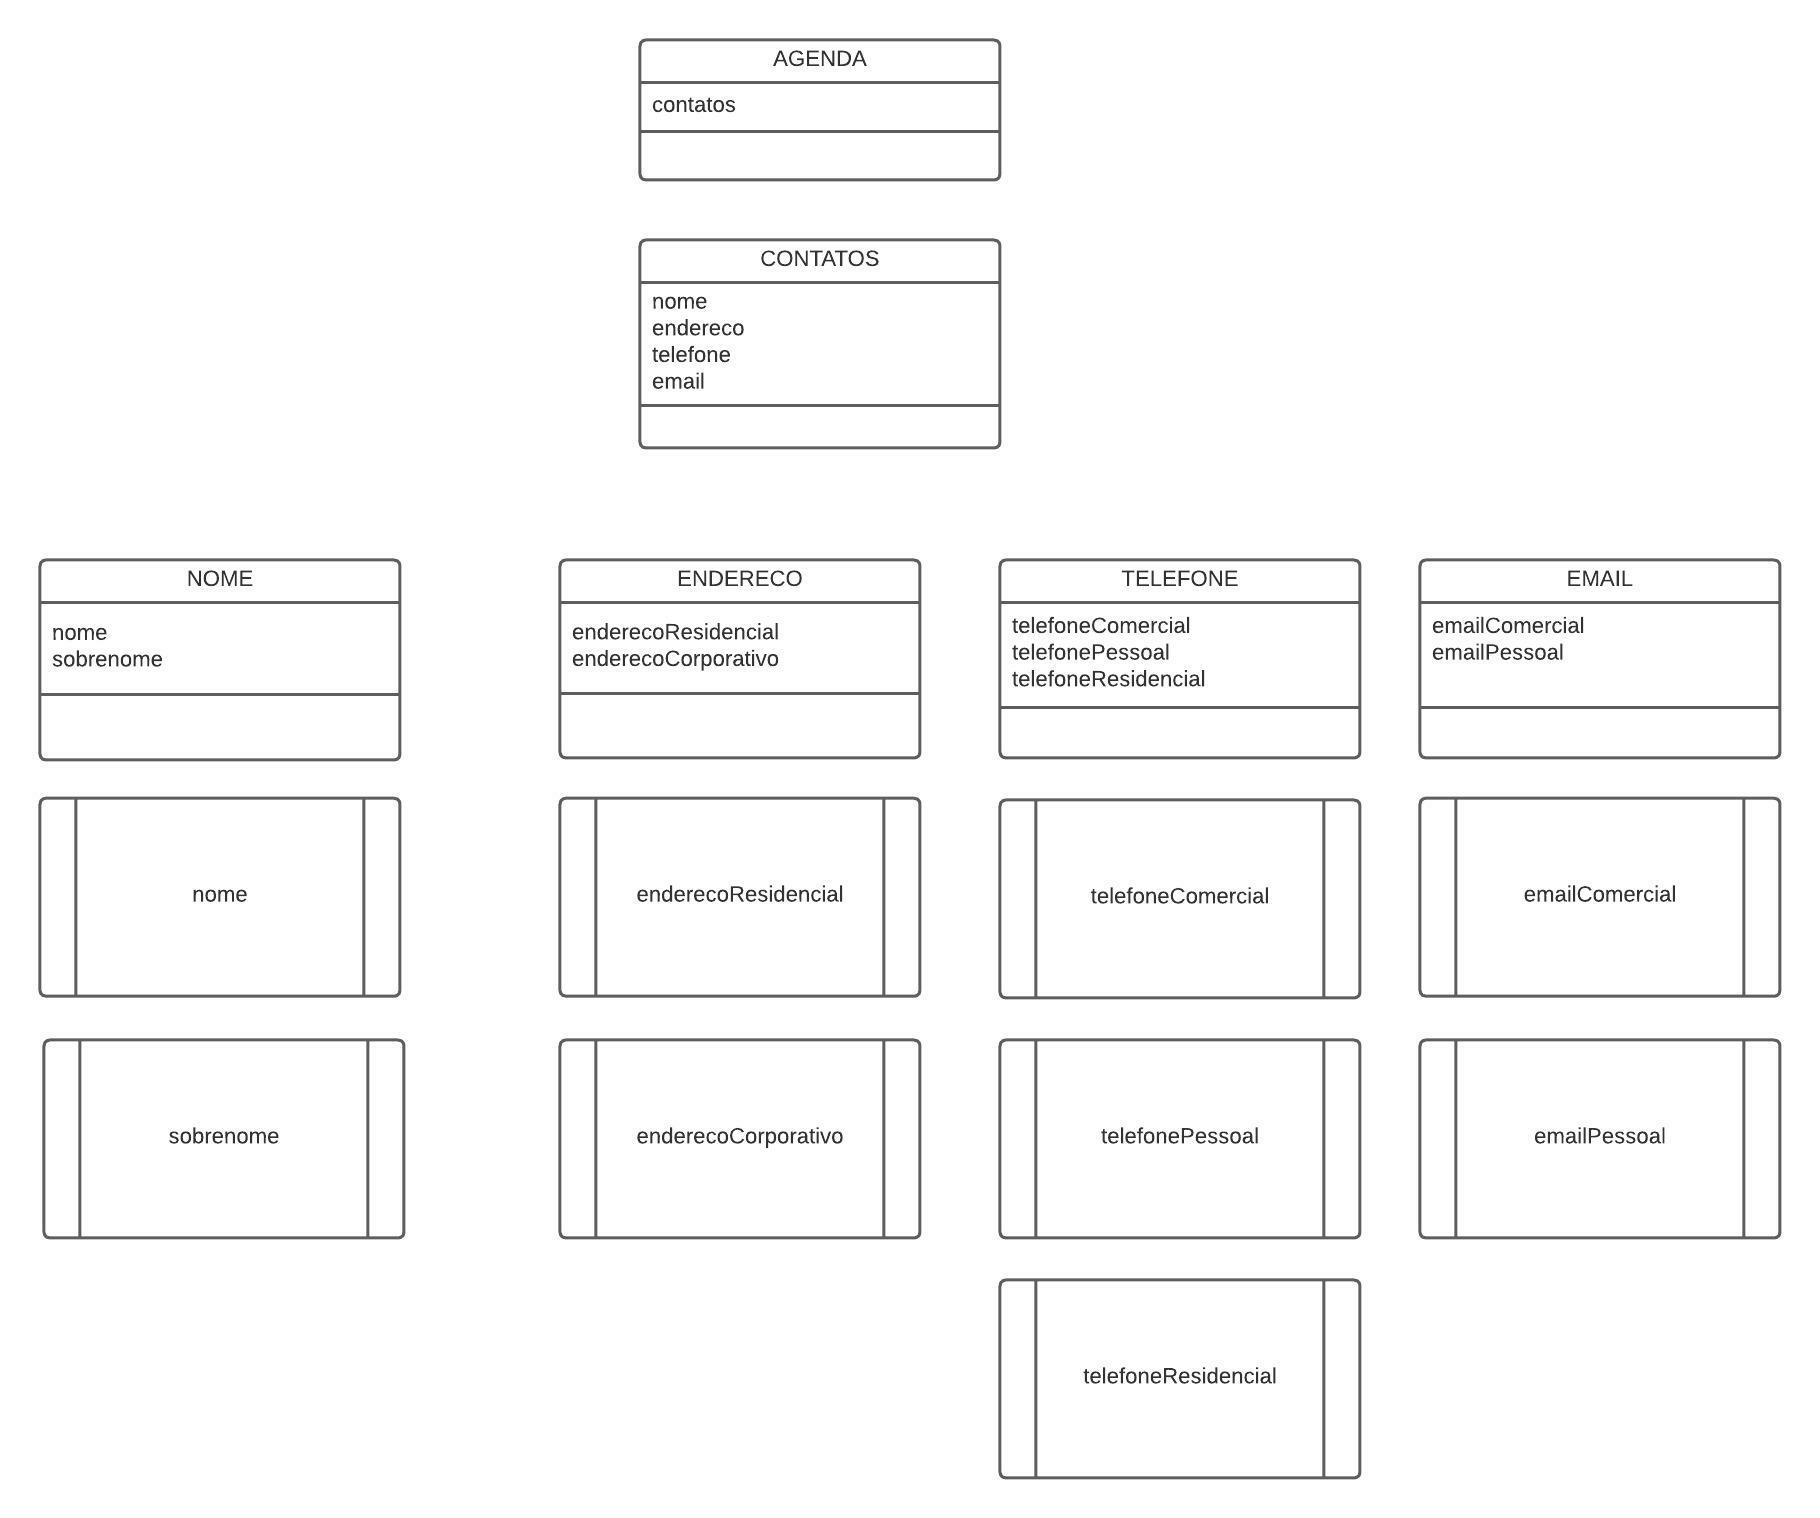 AGENDA
contatos
CONTATOS
nome
endereco
telefone
email
NOME
nome
sobrenome
ENDERECO
enderecoResidencial
enderecoCorporativo
TELEFONE
telefoneComercial
telefonePessoal
telefoneResidencial
EMAIL
emailComercial
emailPessoal
nome
enderecoResidencial
telefoneComercial
emailComercial
sobrenome
enderecoCorporativo
telefonePessoal
emailPessoal
telefoneResidencial